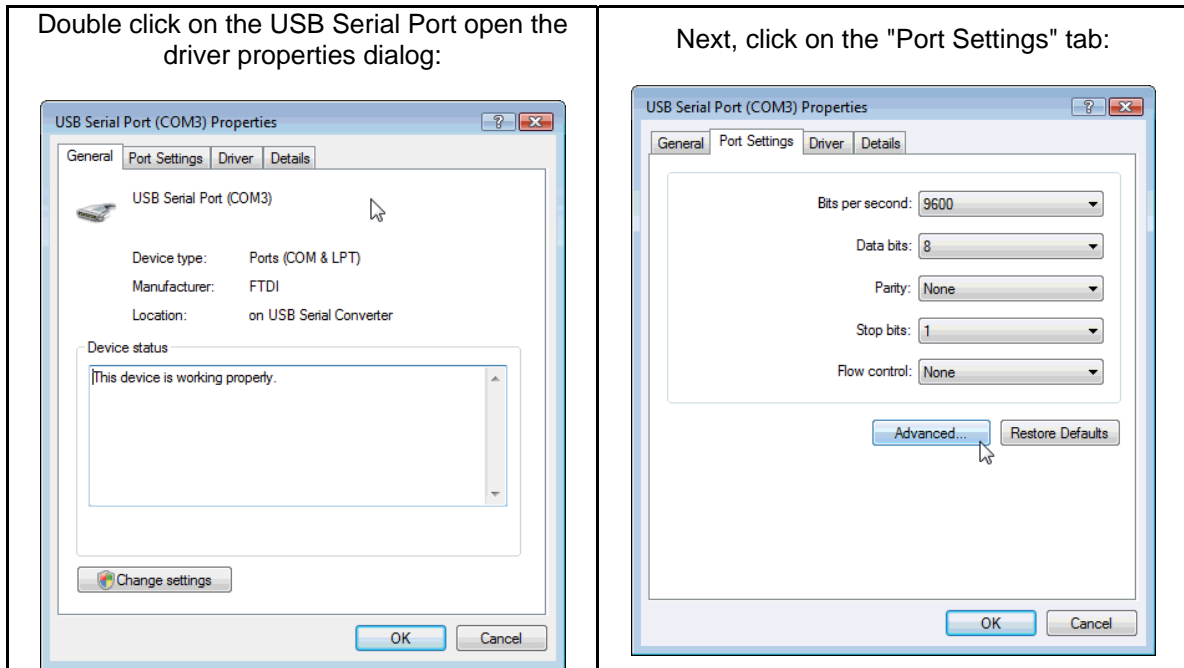 Double click on the USB Serial Port open the
driver properties dialog:
USB Serial Port (COM3) Properties
?
General Port Settings Driver Details
USB Serial Port (COM3)
Device type: Ports (COM & LPT)
Manufacturer: FTDI
Location: on USB Serial Converter
Device status
This device is working properly.
Change settings
OK Cancel
Next, click on the "Port Settings" tab:
USB Serial Port (COM3) Properties
?
General Port Settings Driver Details
Bits per second: 9600
Data bits: 8
Parity: None
Stop bits: 1
Flow control: None
Advanced... Restore Defaults
OK Cancel